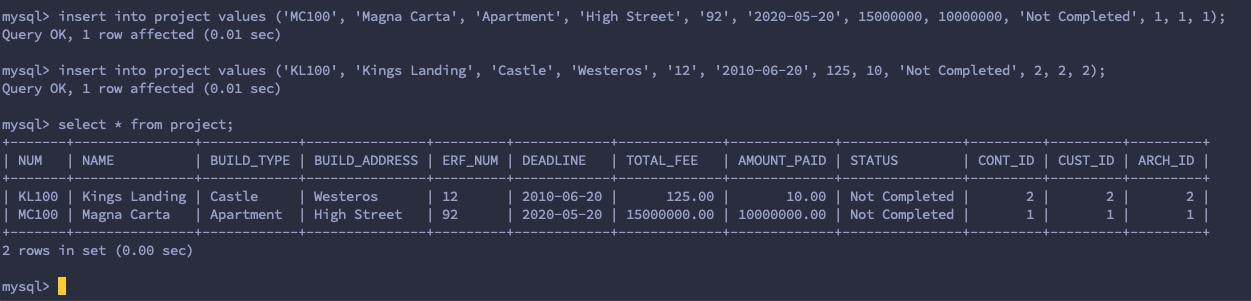 mysql> insert into project values ('MC100', 'Magna Carta', 'Apartment', 'High Street', '92', '2020-05-20', 15000000, 10000000, 'Not Completed', 1, 1, 1);
Query OK, 1 row affected (0.01 sec)

mysql> insert into project values ('KL100', 'Kings Landing', 'Castle', 'Westeros', '12', '2010-06-20', 125, 10, 'Not Completed', 2, 2, 2);
Query OK, 1 row affected (0.01 sec)

mysql> select * from project;
+-------+---------------+------------+---------------+---------+------------+-------------+-------------+---------------+---------+---------+---------+
| NUM   | NAME          | BUILD_TYPE | BUILD_ADDRESS | ERF_NUM | DEADLINE   | TOTAL_FEE   | AMOUNT_PAID | STATUS        | CONT_ID | CUST_ID | ARCH_ID |
+-------+---------------+------------+---------------+---------+------------+-------------+-------------+---------------+---------+---------+---------+
| KL100 | Kings Landing | Castle     | Westeros      | 12      | 2010-06-20 |      125.00 |       10.00 | Not Completed |       2 |       2 |       2 |
| MC100 | Magna Carta   | Apartment  | High Street   | 92      | 2020-05-20 | 15000000.00 | 10000000.00 | Not Completed |       1 |       1 |       1 |
+-------+---------------+------------+---------------+---------+------------+-------------+-------------+---------------+---------+---------+---------+
2 rows in set (0.00 sec)

mysql>